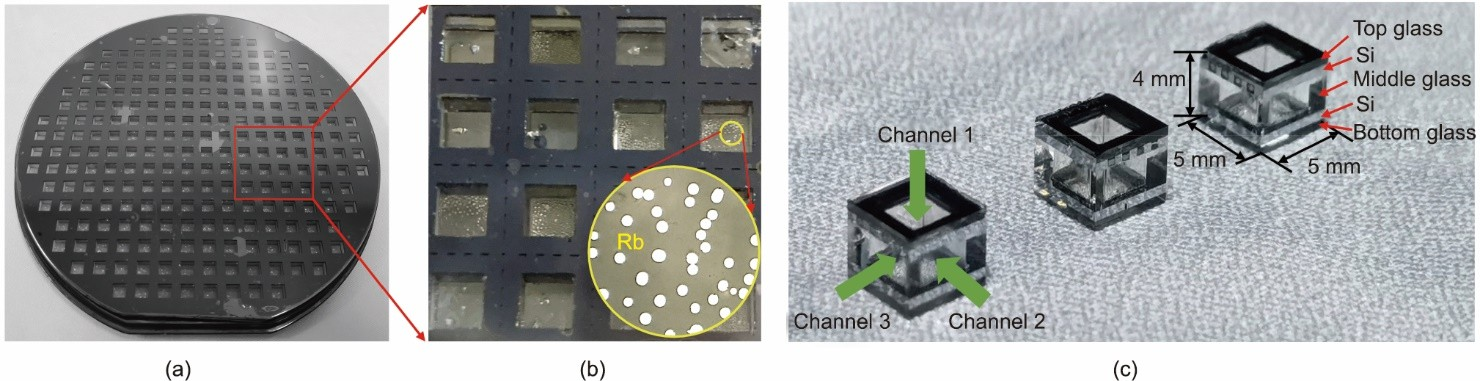 Rb
Channel 1
Channel 3
Channel 2
4 mm
5 mm
5 mm
Top glass
Si
Middle glass
Si
Bottom glass
(a)
(b)
(c)